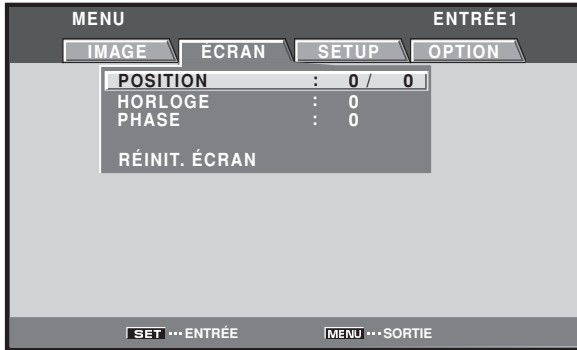 MENU ENTRÉE1
IMAGE ÉCRAN SETUP OPTION
POSITION : 0 / 0
HORLOGE : 0
PHASE : 0
RÉINIT. ÉCRAN
SET ··· ENTRÉE MENU ··· SORTIE